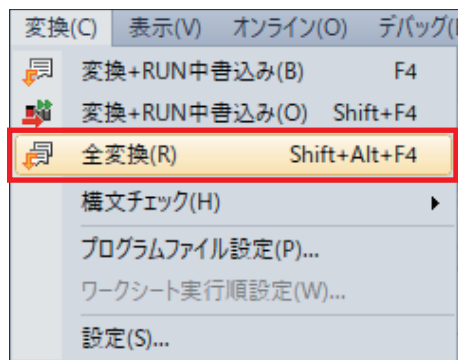 変換(C) 表示(V) オンライン(O) デバッグ(
変換+RUN中書込み(B) F4
変換+RUN中書込み(O) Shift+F4
全変換(R) Shift+Alt+F4
構文チェック(H)
プログラムファイル設定(P)...
ワークシート実行順設定(W)...
設定(S)...